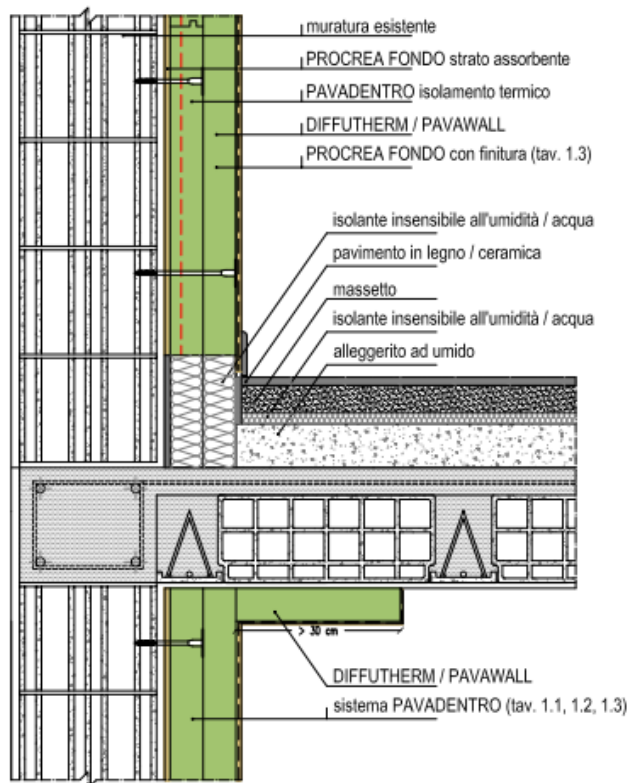 muratura esistente
PROCREA FONDO strato assorbente
PAVADENTRO isolamento termico
DIFFUTHERM / PAVAWALL
PROCREA FONDO con finitura (tav. 1.3)
isolante insensibile all'umidità / acqua
pavimento in legno / ceramica
massetto
isolante insensibile all'umidità / acqua
alleggerito ad umido
> 30 cm
DIFFUTHERM / PAVAWALL
sistema PAVADENTRO (tav. 1.1, 1.2, 1.3)